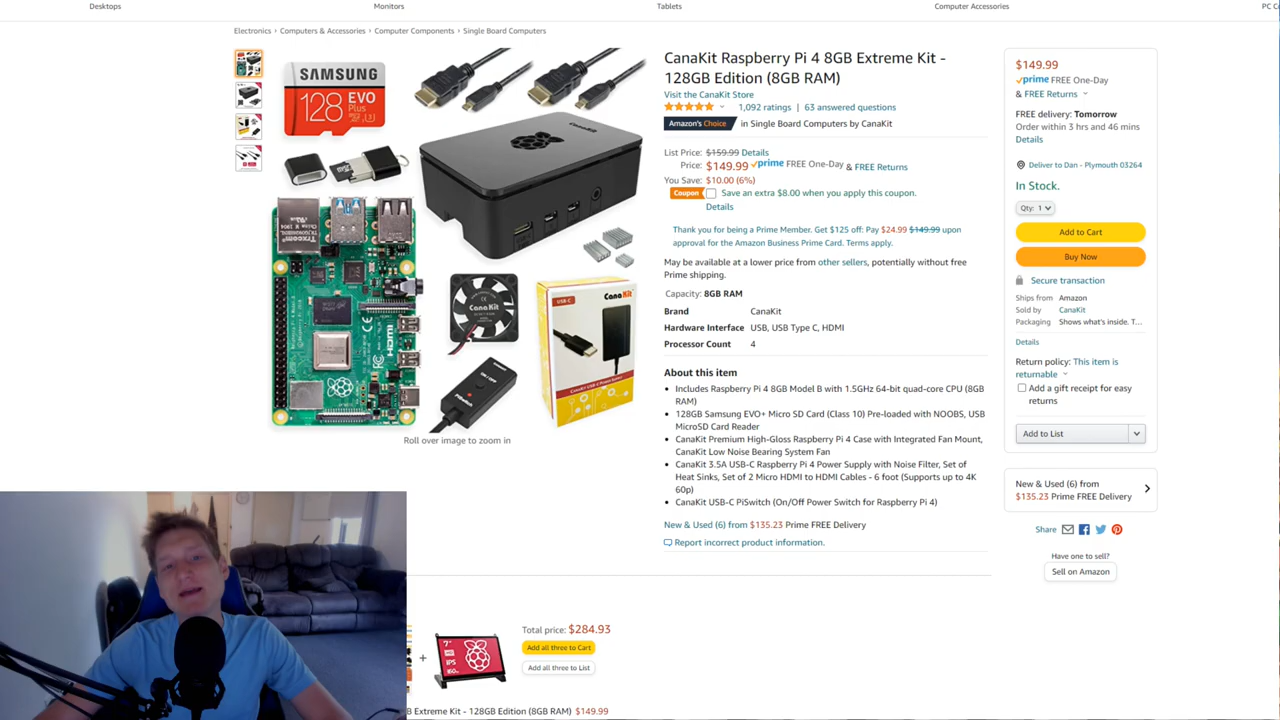 Desktops
Monitors
Tablets
Computer Accessories
PC C
Electronics › Computers & Accessories › Computer Components › Single Board Computers
SAMSUNG
128 EVO
Plus
CanaKit
USB-C
CanaKit
CanaKit
HDMI
Roll over image to zoom in
CanaKit Raspberry Pi 4 8GB Extreme Kit -
128GB Edition (8GB RAM)
Visit the CanaKit Store
1,092 ratings | 63 answered questions
Amazon's Choice in Single Board Computers by CanaKit
List Price: $159.99 Details
Price: $149.99 prime FREE One-Day & FREE Returns
You Save: $10.00 (6%)
Coupon Save an extra $8.00 when you apply this coupon.
Details
Thank you for being a Prime Member. Get $125 off: Pay $24.99 $149.99 upon
approval for the Amazon Business Prime Card. Terms apply.
May be available at a lower price from other sellers, potentially without free
Prime shipping.
Capacity: 8GB RAM
Brand CanaKit
Hardware Interface USB, USB Type C, HDMI
Processor Count 4
About this item
• Includes Raspberry Pi 4 8GB Model B with 1.5GHz 64-bit quad-core CPU (8GB
RAM)
• 128GB Samsung EVO+ Micro SD Card (Class 10) Pre-loaded with NOOBS, USB
MicroSD Card Reader
• CanaKit Premium High-Gloss Raspberry Pi 4 Case with Integrated Fan Mount,
CanaKit Low Noise Bearing System Fan
• CanaKit 3.5A USB-C Raspberry Pi 4 Power Supply with Noise Filter, Set of
Heat Sinks, Set of 2 Micro HDMI to HDMI Cables - 6 foot (Supports up to 4K
60p)
• CanaKit USB-C PiSwitch (On/Off Power Switch for Raspberry Pi 4)
New & Used (6) from $135.23 Prime FREE Delivery
Report incorrect product information.
$149.99
prime FREE One-Day
& FREE Returns
FREE delivery: Tomorrow
Order within 3 hrs and 46 mins
Details
Deliver to Dan - Plymouth 03264
In Stock.
Qty: 1
Add to Cart
Buy Now
Secure transaction
Ships from Amazon
Sold by CanaKit
Packaging Shows what's inside. T...
Details
Return policy: This item is
returnable
Add a gift receipt for easy
returns
Add to List
New & Used (6) from
$135.23 Prime FREE Delivery
Share
Have one to sell?
Sell on Amazon
Total price: $284.93
Add all three to Cart
Add all three to List
7"
IPS
+
B Extreme Kit - 128GB Edition (8GB RAM) $149.99